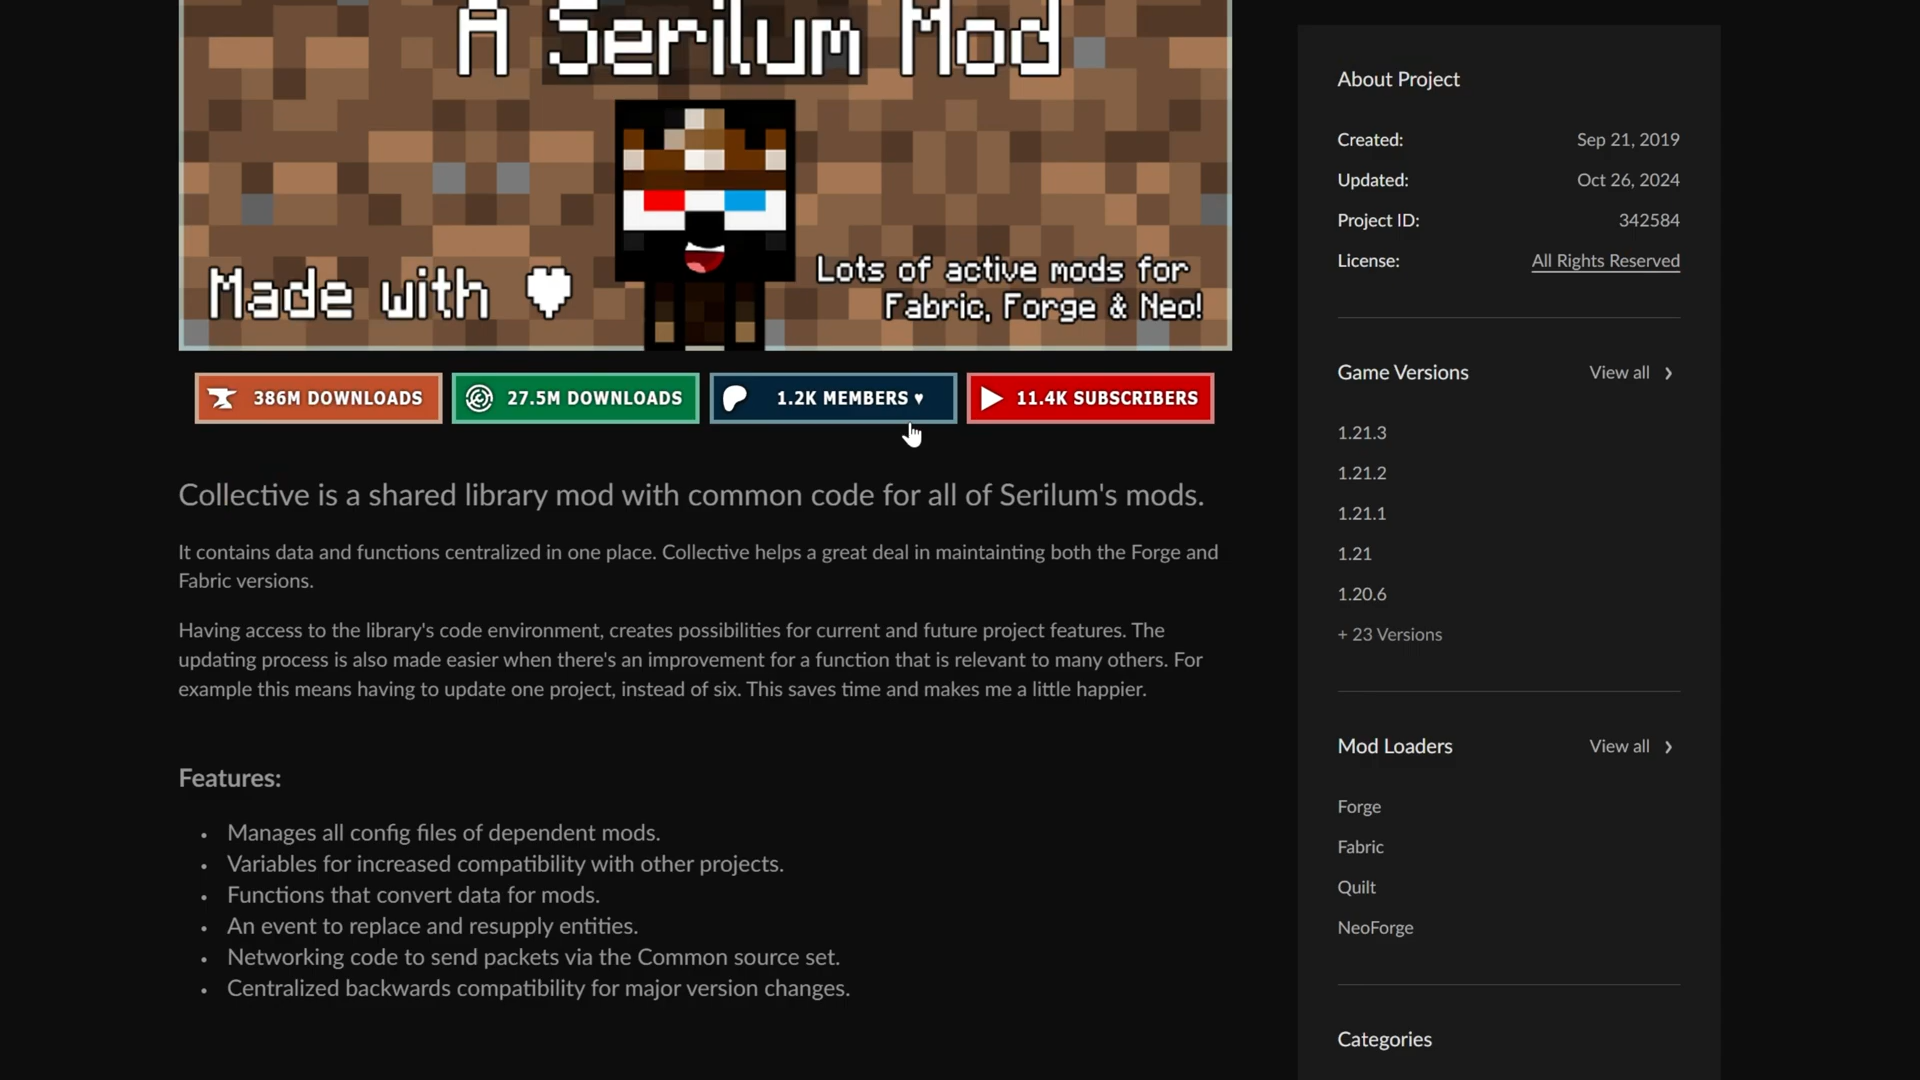 A Serilum Mod
Made with
Lots of active mods for
Fabric, Forge & Neo!
386M DOWNLOADS
27.5M DOWNLOADS
1.2K MEMBERS ♥
11.4K SUBSCRIBERS
Collective is a shared library mod with common code for all of Serilum's mods.
It contains data and functions centralized in one place. Collective helps a great deal in maintainting both the Forge and
Fabric versions.
Having access to the library's code environment, creates possibilities for current and future project features. The
updating process is also made easier when there's an improvement for a function that is relevant to many others. For
example this means having to update one project, instead of six. This saves time and makes me a little happier.
Features:
• Manages all config files of dependent mods.
• Variables for increased compatibility with other projects.
• Functions that convert data for mods.
• An event to replace and resupply entities.
• Networking code to send packets via the Common source set.
• Centralized backwards compatibility for major version changes.
About Project
Created: Sep 21, 2019
Updated: Oct 26, 2024
Project ID: 342584
License: All Rights Reserved
Game Versions View all
1.21.3
1.21.2
1.21.1
1.21
1.20.6
+ 23 Versions
Mod Loaders View all
Forge
Fabric
Quilt
NeoForge
Categories